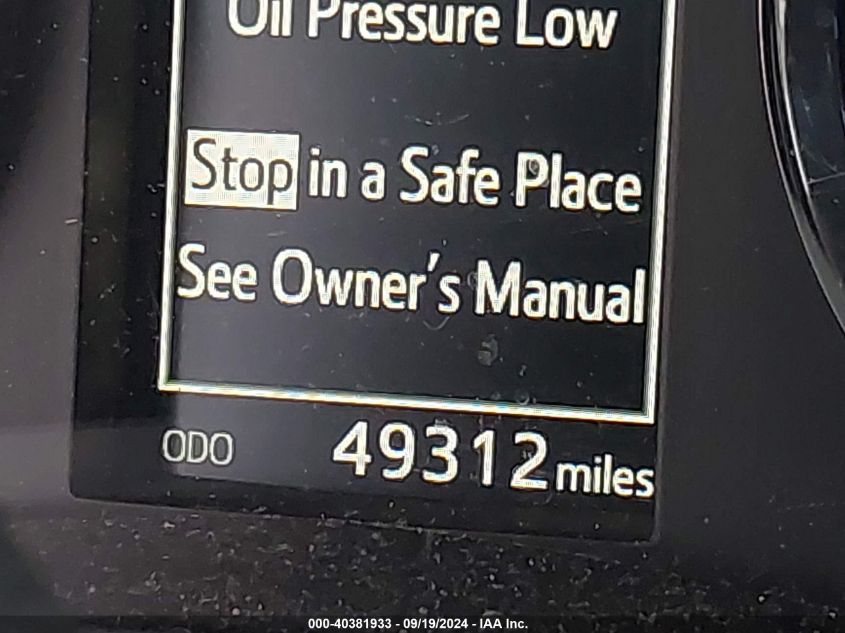 Oil Pressure Low
Stop in a Safe Place
See Owner's Manual
ODO 49312 miles
000-40381933 - 09/19/2024 - IAA Inc.